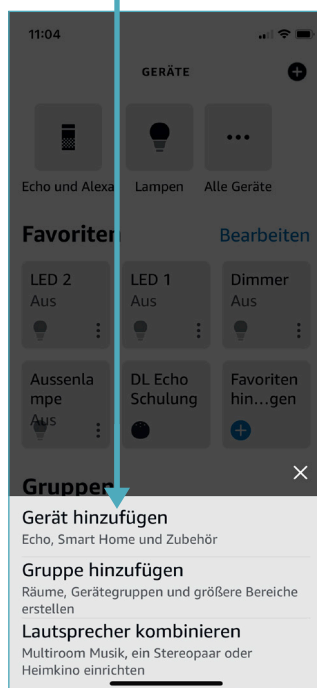 11:04
GERÄTE
Echo und Alexa
Lampen
Alle Geräte
Favoriten
Bearbeiten
LED 2
Aus
LED 1
Aus
Dimmer
Aus
Aussenla
mpe
Aus
DL Echo
Schulung
Favoriten
hin...gen
Gruppen
Gerät hinzufügen
Echo, Smart Home und Zubehör
Gruppe hinzufügen
Räume, Gerätegruppen und größere Bereiche
erstellen
Lautsprecher kombinieren
Multiroom Musik, ein Stereopaar oder
Heimkino einrichten